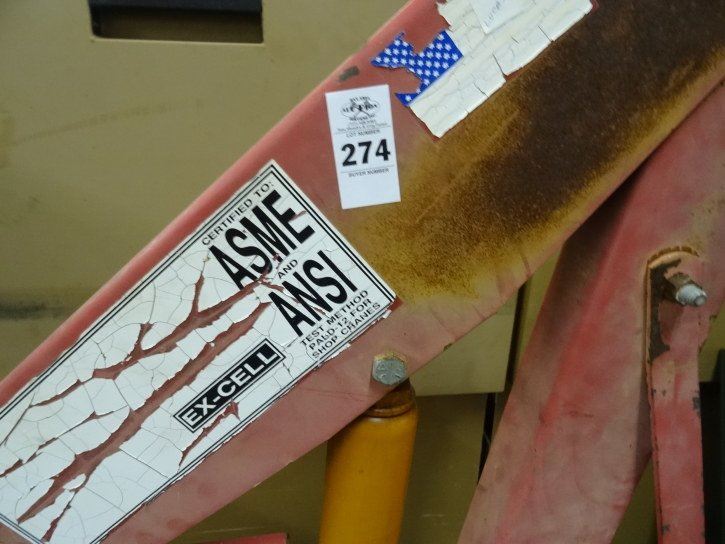 AUCTION
LOT NUMBER
274
BUYER NUMBER
CERTIFIED TO:
ASME
AND
ANSI
TEST METHOD
PALD-12 FOR
SHOP CRANES
EX-CELL